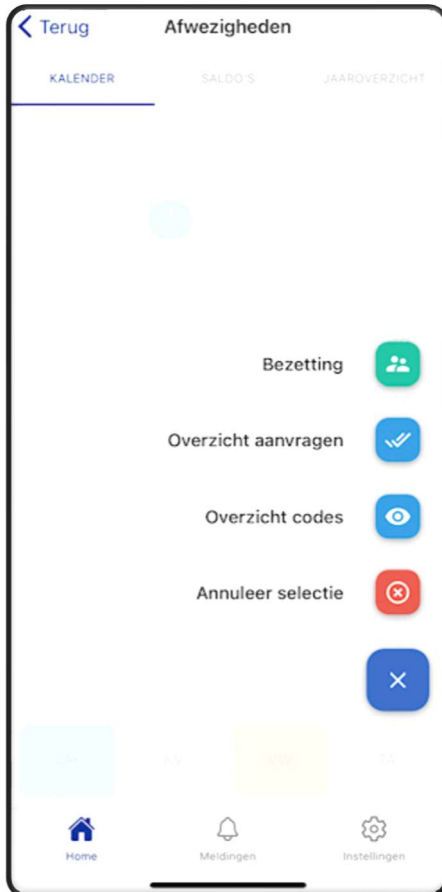 Terug
Afwezigheden
KALENDER
SALDO'S
JAAROVERZICHT
Bezetting
Overzicht aanvragen
Overzicht codes
Annuleer selectie
Home
Meldingen
Instellingen